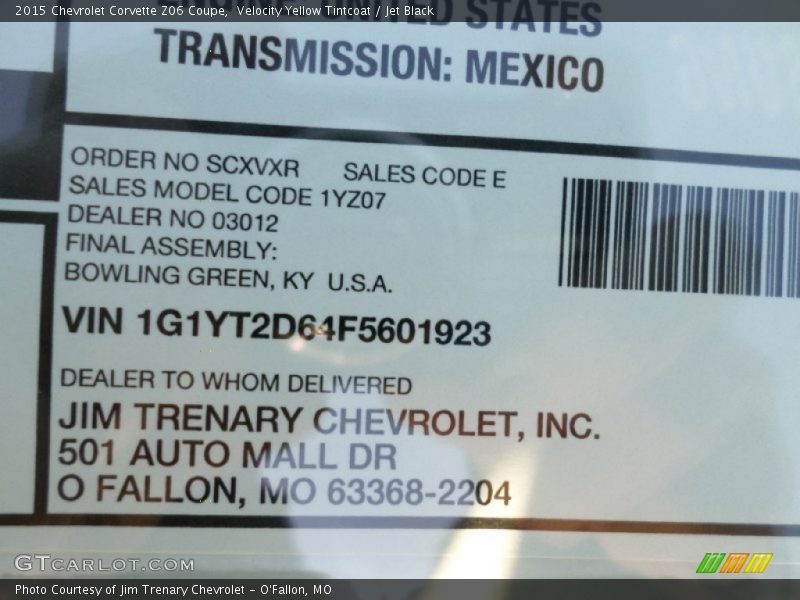 2015 Chevrolet Corvette Z06 Coupe, Velocity Yellow Tintcoat / Jet Black
UNITED STATES
TRANSMISSION: MEXICO
ORDER NO SCXVXR SALES CODE E
SALES MODEL CODE 1YZ07
DEALER NO 03012
FINAL ASSEMBLY:
BOWLING GREEN, KY U.S.A.
VIN 1G1YT2D64F5601923
DEALER TO WHOM DELIVERED
JIM TRENARY CHEVROLET, INC.
501 AUTO MALL DR
O FALLON, MO 63368-2204
GTCARLOT.COM
Photo Courtesy of Jim Trenary Chevrolet - O'Fallon, MO